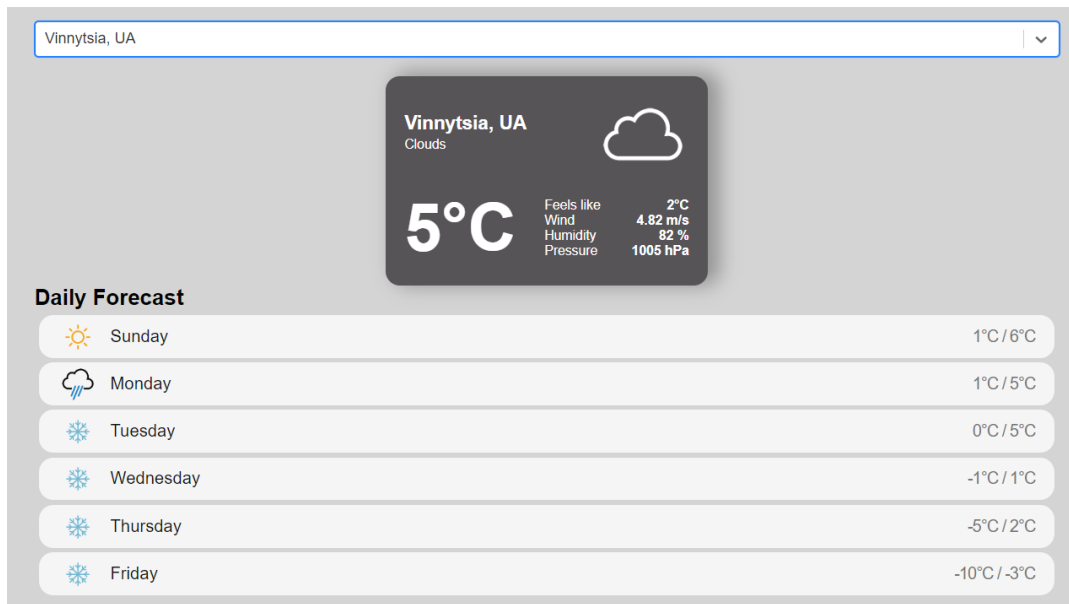 Vinnytsia, UA
Vinnytsia, UA
Clouds
5°C
Feels like 2°C
Wind 4.82 m/s
Humidity 82 %
Pressure 1005 hPa
Daily Forecast
Sunday 1°C / 6°C
Monday 1°C / 5°C
Tuesday 0°C / 5°C
Wednesday -1°C / 1°C
Thursday -5°C / 2°C
Friday -10°C / -3°C